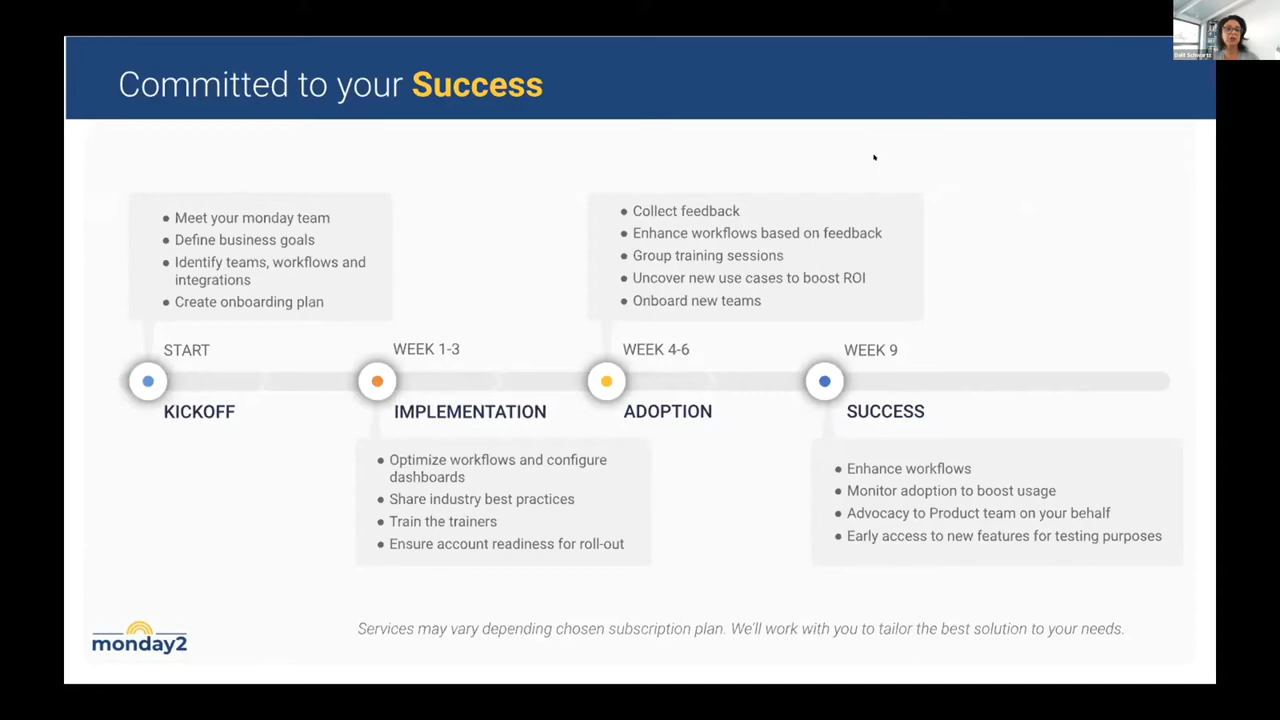 Committed to your Success
Dalit Schwartz
• Meet your monday team
• Define business goals
• Identify teams, workflows and
integrations
• Create onboarding plan
• Collect feedback
• Enhance workflows based on feedback
• Group training sessions
• Uncover new use cases to boost ROI
• Onboard new teams
START
WEEK 1-3
WEEK 4-6
WEEK 9
KICKOFF
IMPLEMENTATION
ADOPTION
SUCCESS
• Optimize workflows and configure
dashboards
• Share industry best practices
• Train the trainers
• Ensure account readiness for roll-out
• Enhance workflows
• Monitor adoption to boost usage
• Advocacy to Product team on your behalf
• Early access to new features for testing purposes
monday2
Services may vary depending chosen subscription plan. We'll work with you to tailor the best solution to your needs.